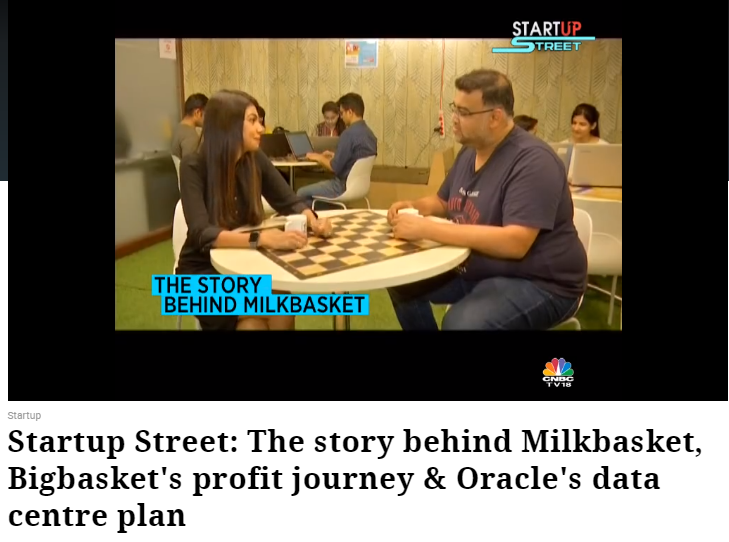 STARTUP
STREET
THE STORY
BEHIND MILKBASKET
CNBC
TV18
Startup
Startup Street: The story behind Milkbasket,
Bigbasket's profit journey & Oracle's data
centre plan